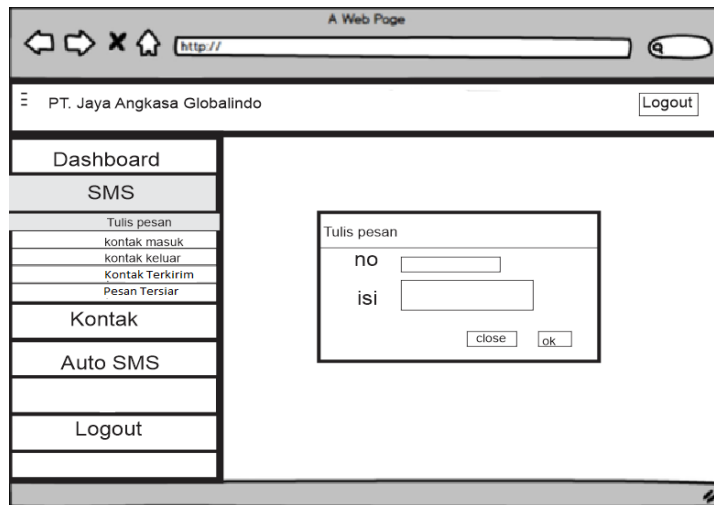 A Web Page
http://
PT. Jaya Angkasa Globalindo
Logout
Dashboard
SMS
Tulis pesan
kontak masuk
kontak keluar
Kontak Terkirim
Pesan Tersiar
Kontak
Auto SMS
Logout
Tulis pesan
no
isi
close
ok